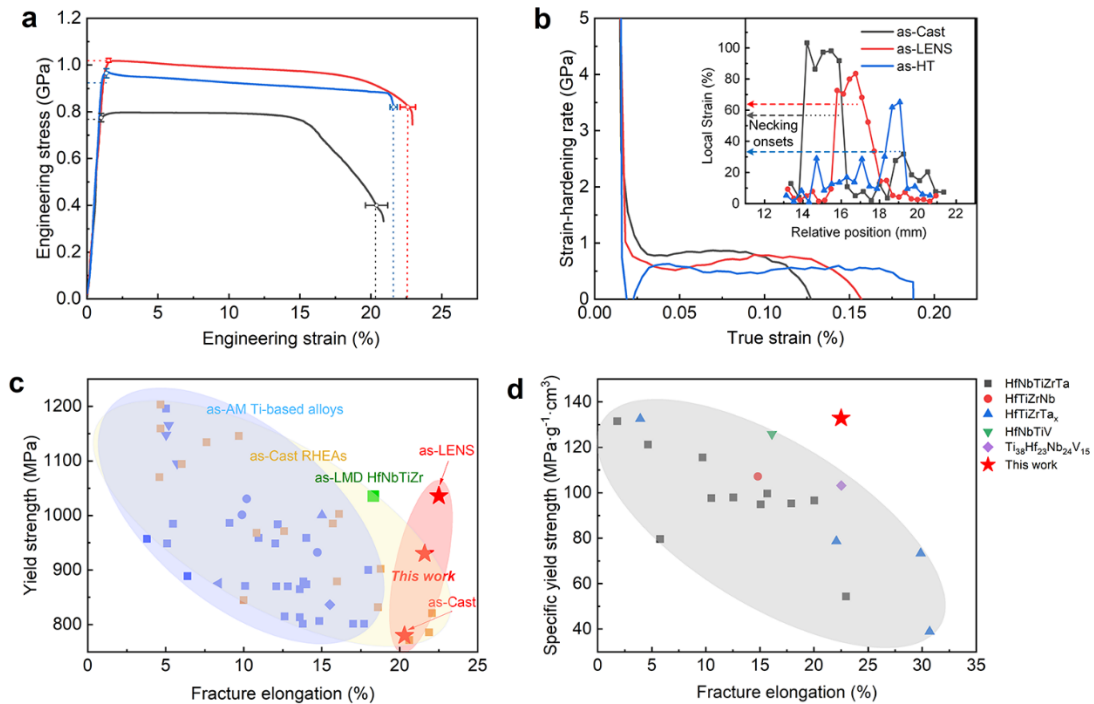 a
1.2
1.0
0.8
0.6
0.4
0.2
0.0
Engineering stress (GPa)
0 5 10 15 20 25
Engineering strain (%)
b
5
4
3
2
1
0
Strain-hardening rate (GPa)
0.00 0.05 0.10 0.15 0.20
True strain (%)
as-Cast
as-LENS
as-HT
120
100
80
60
40
20
0
Local Strain (%)
Necking
onsets
12 14 16 18 20 22
Relative position (mm)
c
1200
1100
1000
900
800
Yield strength (MPa)
0 5 10 15 20 25
Fracture elongation (%)
as-AM Ti-based alloys
as-Cast RHEAs
as-LENS
as-LMD HfNbTiZr
This work
as-Cast
d
140
120
100
80
60
40
Specific yield strength (MPa·g⁻¹·cm³)
0 5 10 15 20 25 30 35
Fracture elongation (%)
HfNbTiZrTa
HfTiZrNb
HfTiZrTaₓ
HfNbTiV
Ti₃₈Hf₂₃Nb₂₄V₁₅
This work